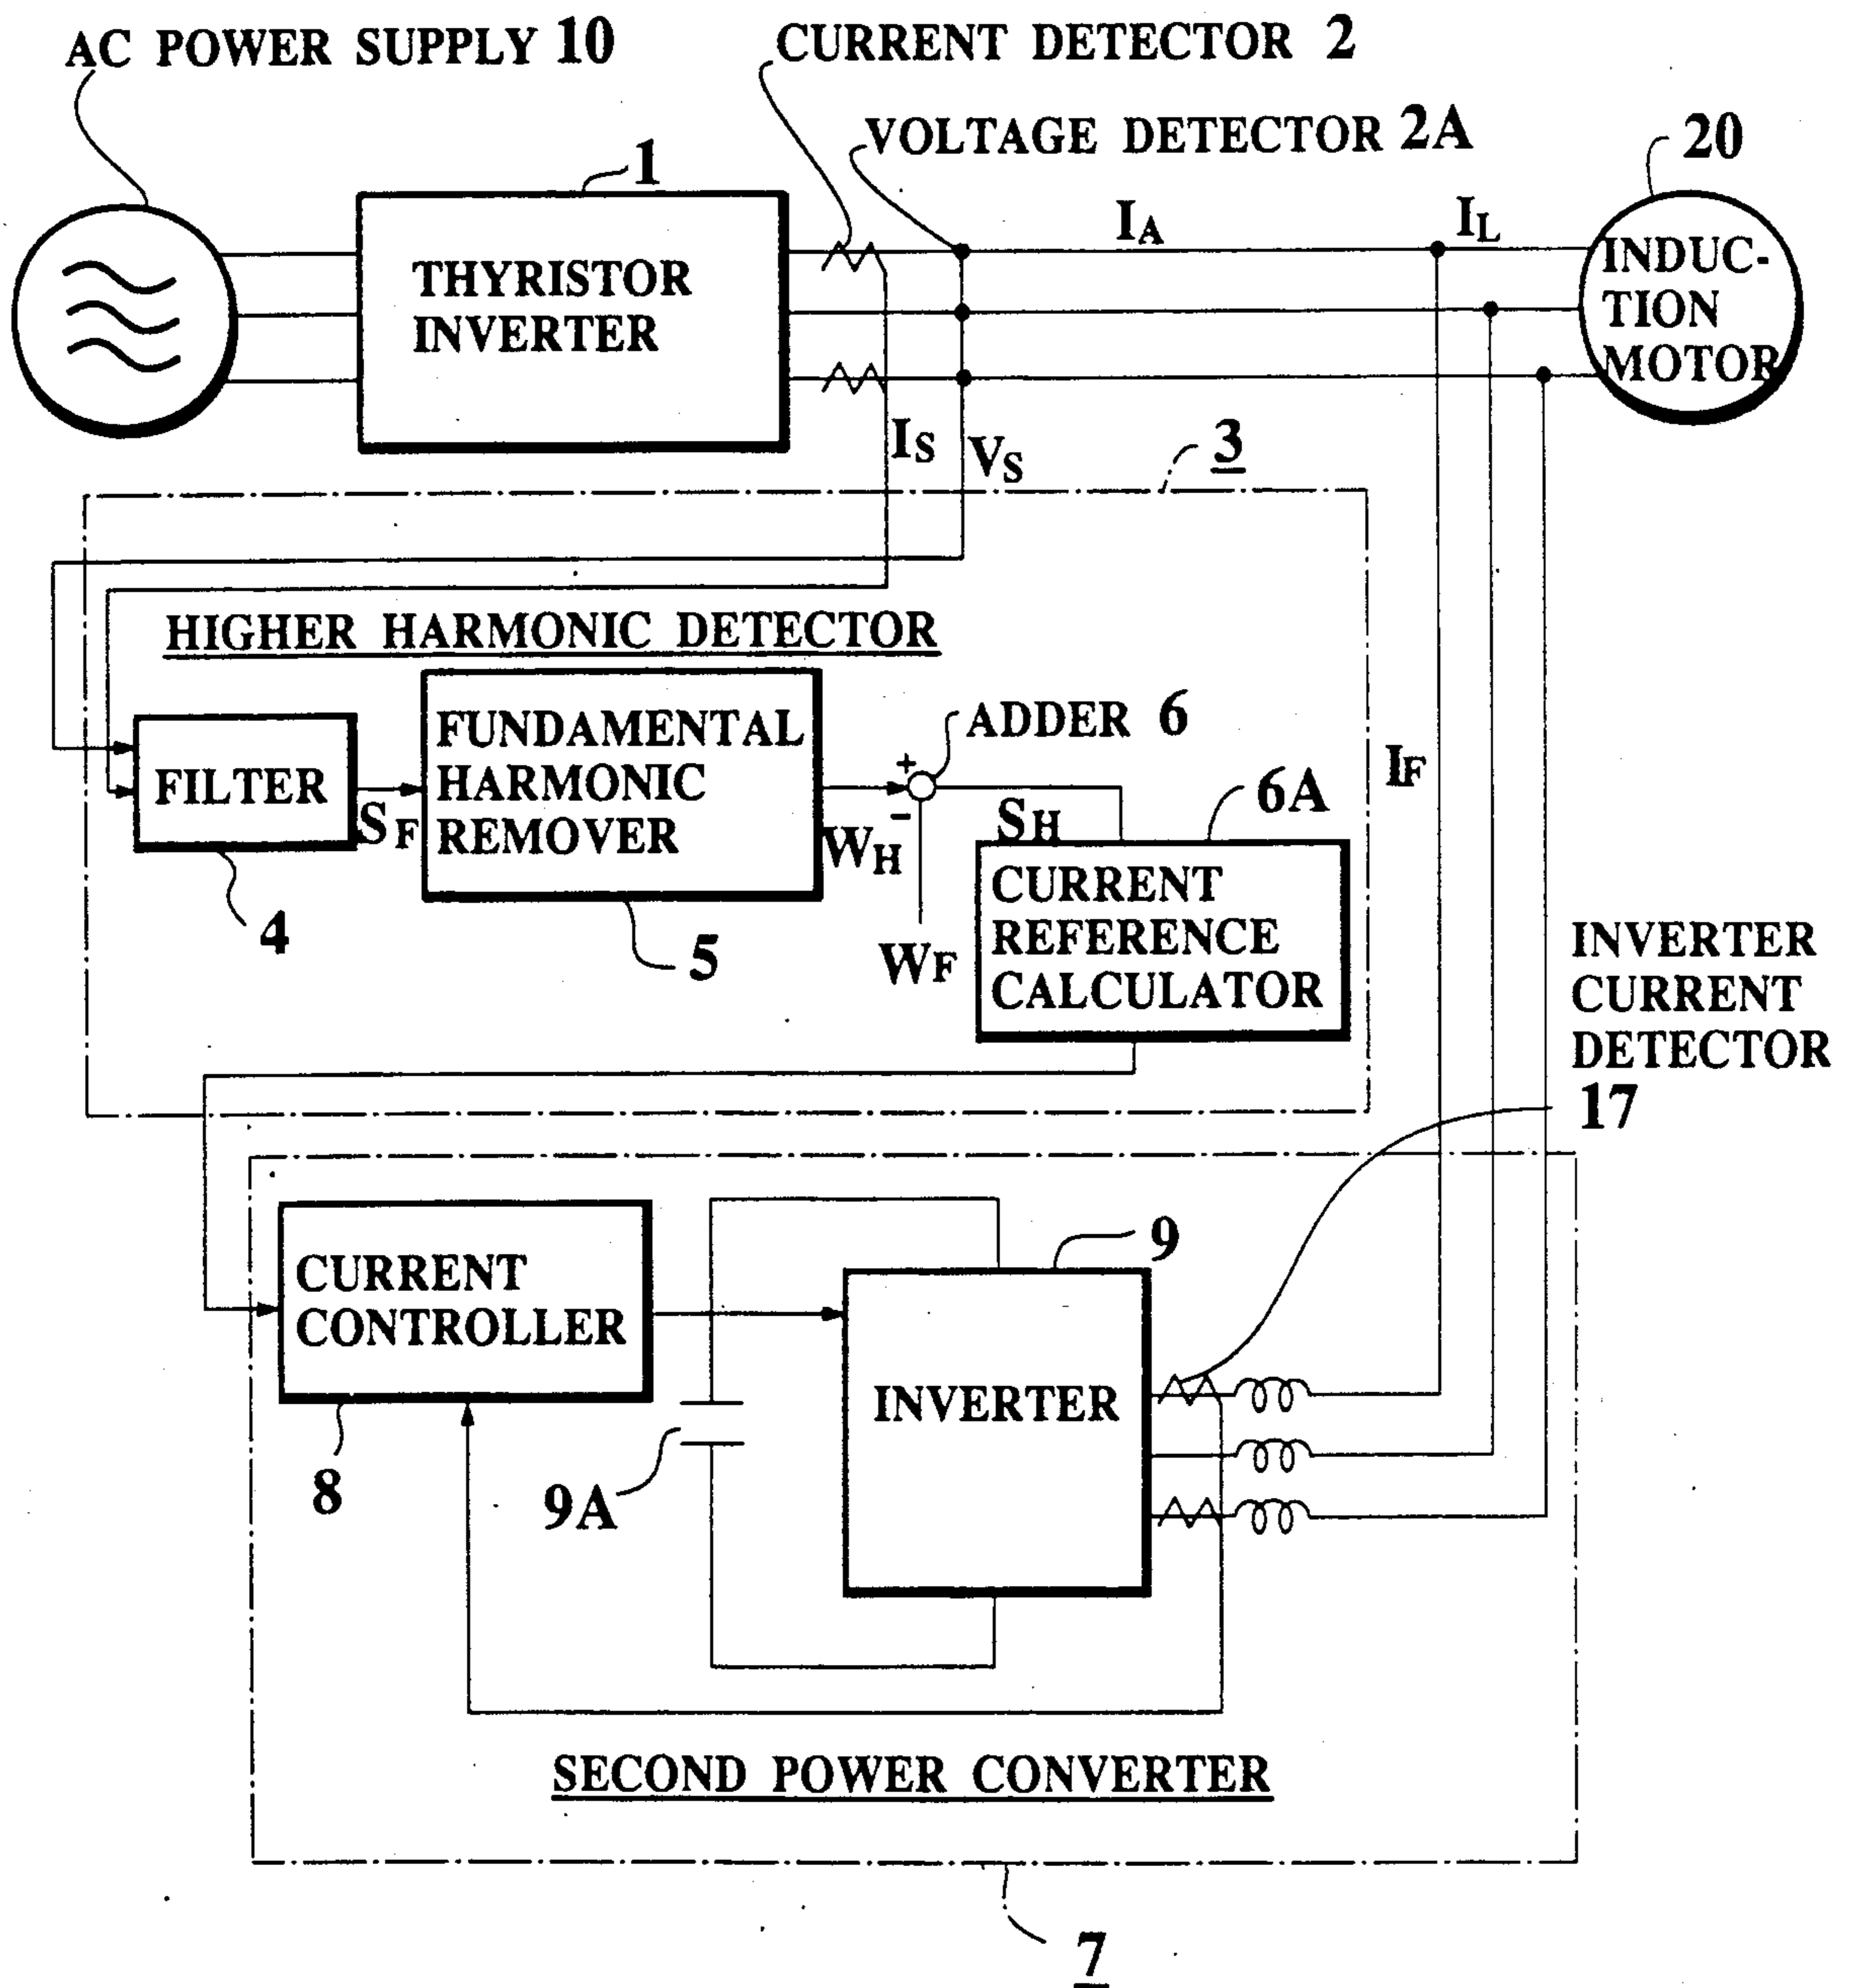 AC POWER SUPPLY 10
CURRENT DETECTOR 2
VOLTAGE DETECTOR 2A
1
20
THYRISTOR
INVERTER
IA
IL
INDUC-
TION
MOTOR
IS
VS
3
HIGHER HARMONIC DETECTOR
FILTER
4
SF
FUNDAMENTAL
HARMONIC
REMOVER
5
WH
+
-
ADDER 6
WF
SH
6A
CURRENT
REFERENCE
CALCULATOR
IF
INVERTER
CURRENT
DETECTOR
17
CURRENT
CONTROLLER
8
9A
9
INVERTER
SECOND POWER CONVERTER
7